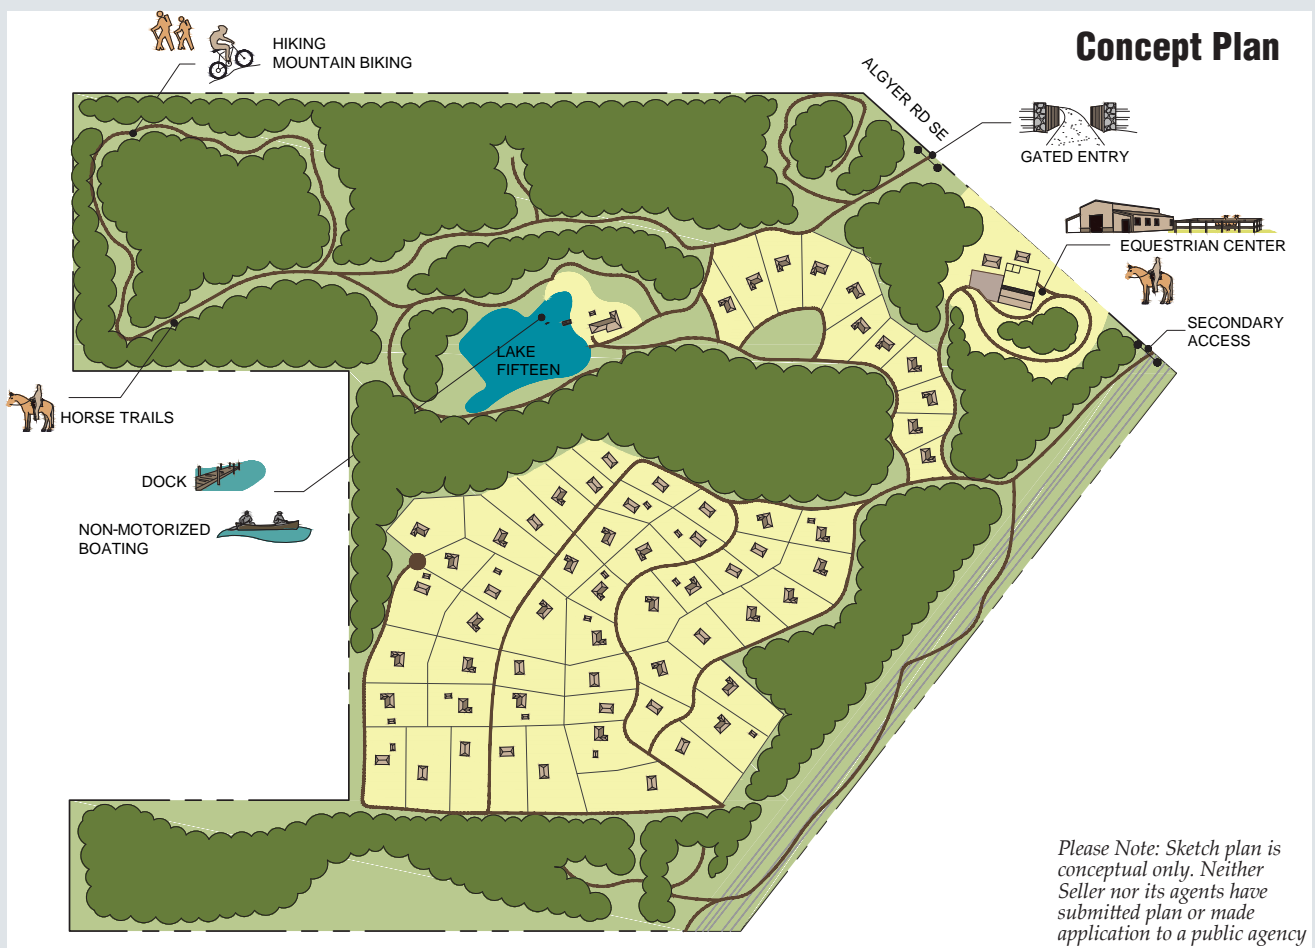 Concept Plan
HIKING
MOUNTAIN BIKING
ALGYER RD SE
GATED ENTRY
EQUESTRIAN CENTER
SECONDARY
ACCESS
LAKE
FIFTEEN
HORSE TRAILS
DOCK
NON-MOTORIZED
BOATING
Please Note: Sketch plan is
conceptual only. Neither
Seller nor its agents have
submitted plan or made
application to a public agency